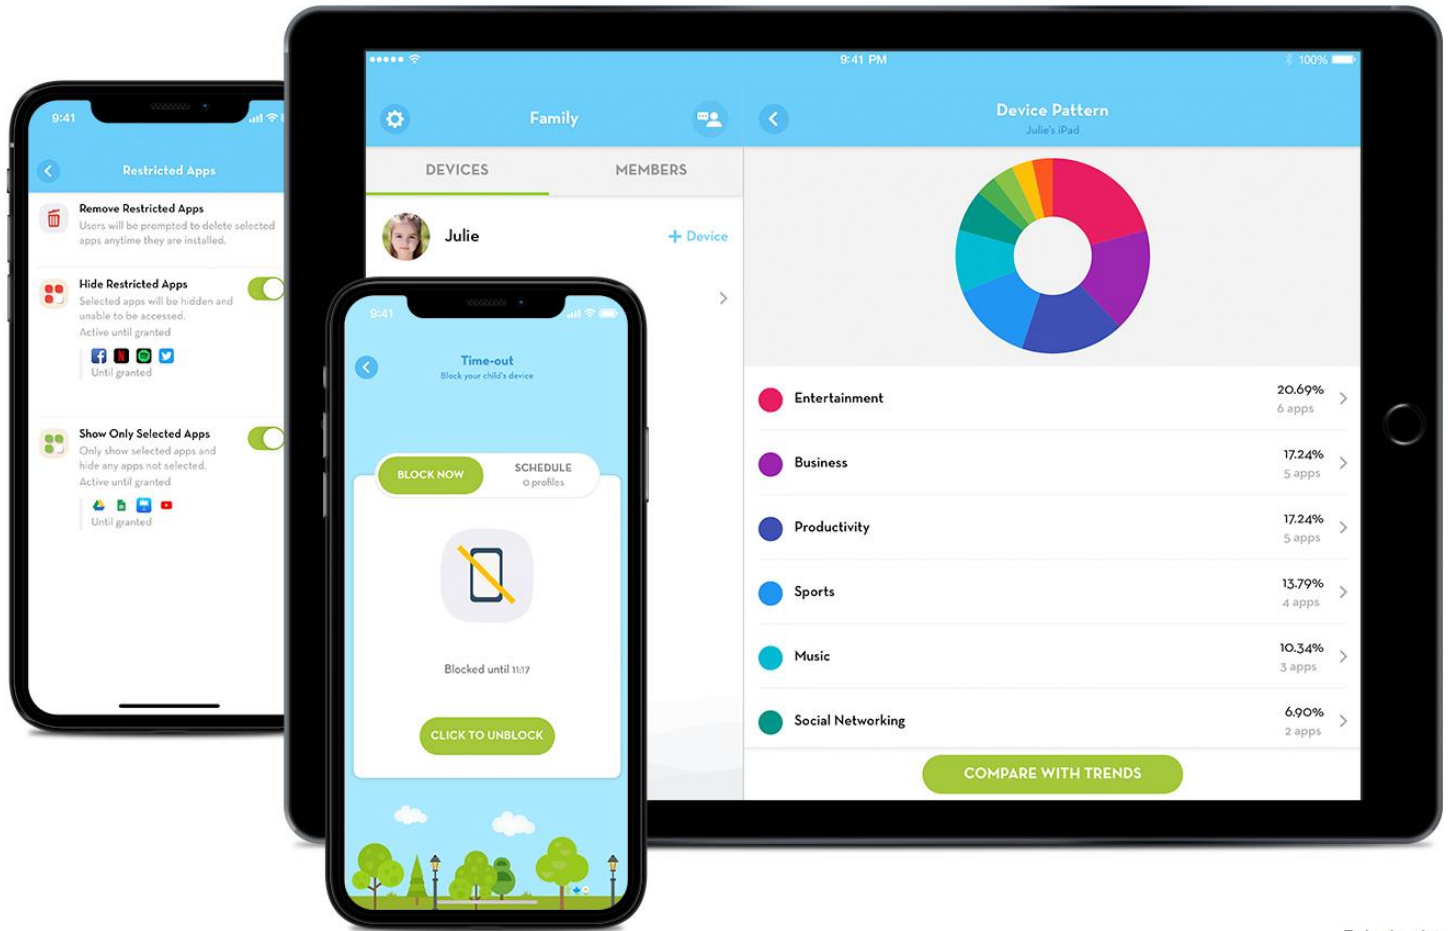 9:41
Restricted Apps
Remove Restricted Apps
Users will be prompted to delete selected
apps anytime they are installed.
Hide Restricted Apps
Selected apps will be hidden and
unable to be accessed.
Active until granted
Until granted
Show Only Selected Apps
Only show selected apps and
hide any apps not selected.
Active until granted
Until granted
9:41 PM
100%
Family
DEVICES
MEMBERS
Julie
+ Device
9:41
Time-out
Block your child's device
BLOCK NOW
SCHEDULE
0 profiles
Blocked until 11:17
CLICK TO UNBLOCK
Device Pattern
Julie's iPad
Entertainment
20.69%
6 apps
Business
17.24%
5 apps
Productivity
17.24%
5 apps
Sports
13.79%
4 apps
Music
10.34%
3 apps
Social Networking
6.90%
2 apps
COMPARE WITH TRENDS